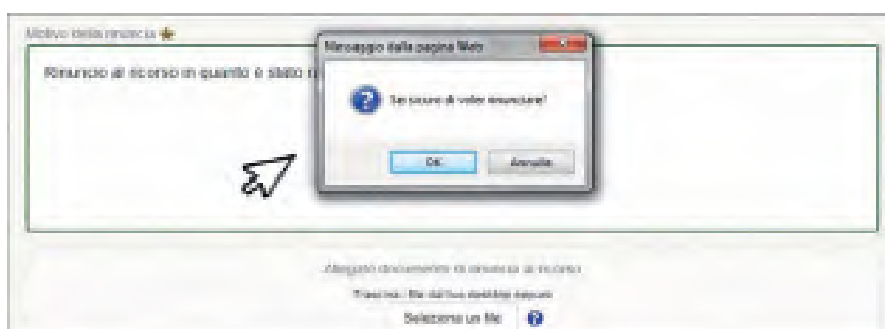 Motivo della rinuncia
Messaggio dalla pagina Web
Rinuncio al ricorso in quanto è stato
Sei sicuro di voler rinunciare?
OK
Annulla
Allegato documento di rinuncia al ricorso
Trascina i file dal tuo desktop oppure
Seleziona un file